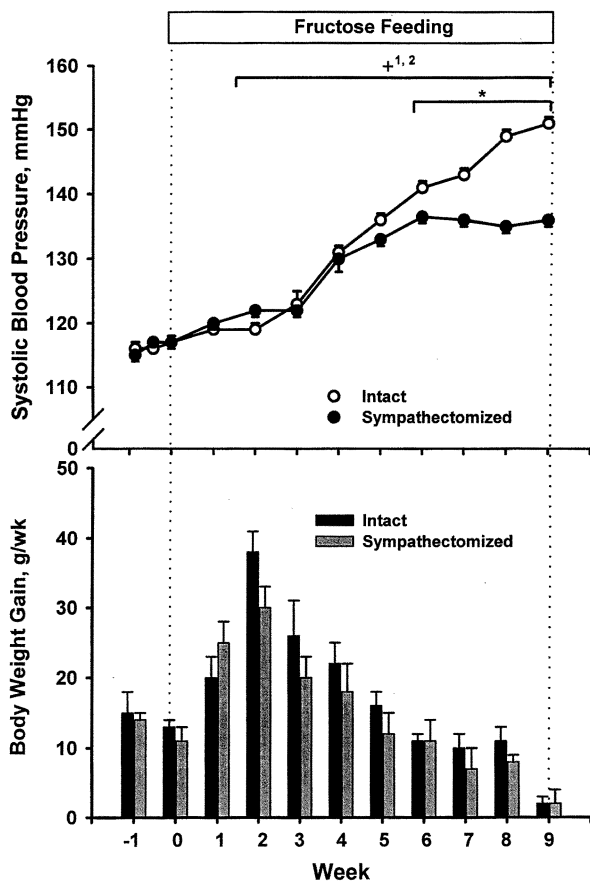 Fructose Feeding
+1, 2
*
Systolic Blood Pressure, mmHg
160
150
140
130
120
110
0
Intact
Sympathectomized
Body Weight Gain, g/wk
50
40
30
20
10
0
Intact
Sympathectomized
-1 0 1 2 3 4 5 6 7 8 9
Week